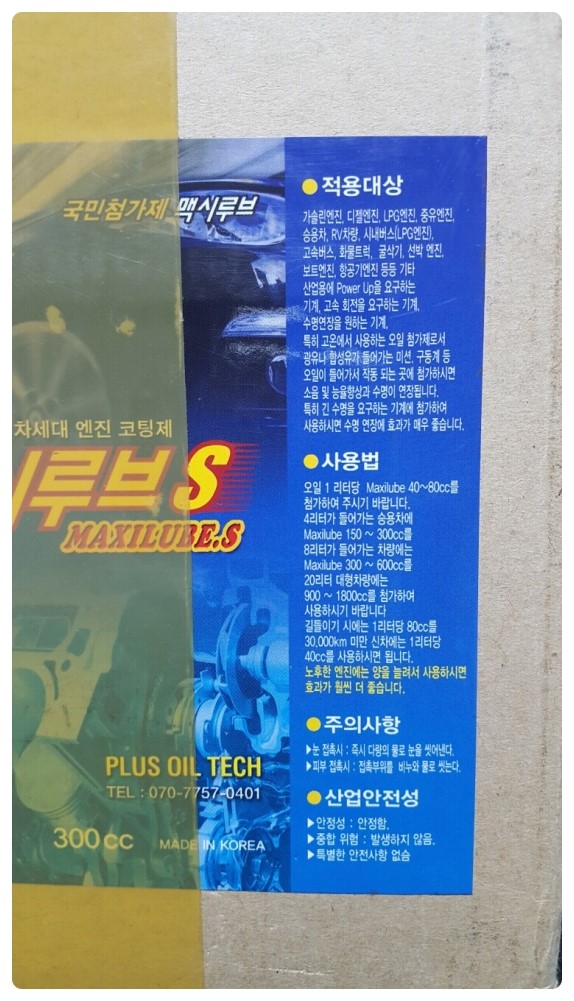 국민첨가제 맥시루브
차세대 엔진 코팅제
시루브 S
MAXILUBE.S
PLUS OIL TECH
TEL : 070-7757-0401
300cc MADE IN KOREA
●적용대상
가솔린엔진, 디젤엔진, LPG엔진, 중유엔진,
승용차, RV차량, 시내버스(LPG엔진),
고속버스, 화물트럭, 굴삭기, 선박 엔진,
보트엔진, 항공기엔진 등등 기타
산업용에 Power Up을 요구하는
기계, 고속 회전을 요구하는 기계,
수명연장을 원하는 기계,
특히 고온에서 사용하는 오일 첨가제로서
광유나 합성유가 들어가는 미션, 구동계 등
오일이 들어가서 작동 되는 곳에 첨가하시면
소음 및 능율향상과 수명이 연장됩니다.
특히 긴 수명을 요구하는 기계에 첨가하여
사용하시면 수명 연장에 효과가 매우 좋습니다.
●사용법
오일 1 리터당 Maxilube 40~80cc를
첨가하여 주시기 바랍니다.
4리터가 들어가는 승용차에
Maxilube 150 ~ 300cc를
8리터가 들어가는 차량에는
Maxilube 300 ~ 600cc를
20리터 대형차량에는
900 ~ 1800cc를 첨가하여
사용하시기 바랍니다
길들이기 시에는 1리터당 80cc를
30,000km 미만 신차에는 1리터당
40cc를 사용하시면 됩니다.
노후한 엔진에는 양을 늘려서 사용하시면
효과가 훨씬 더 좋습니다.
●주의사항
▶눈 접촉시 : 즉시 다량의 물로 눈을 씻어낸다.
▶피부 접촉시 : 접촉부위를 비누와 물로 씻는다.
●산업안전성
▶안정성 : 안정함.
▶중합 위험 : 발생하지 않음.
▶특별한 안전사항 없슴